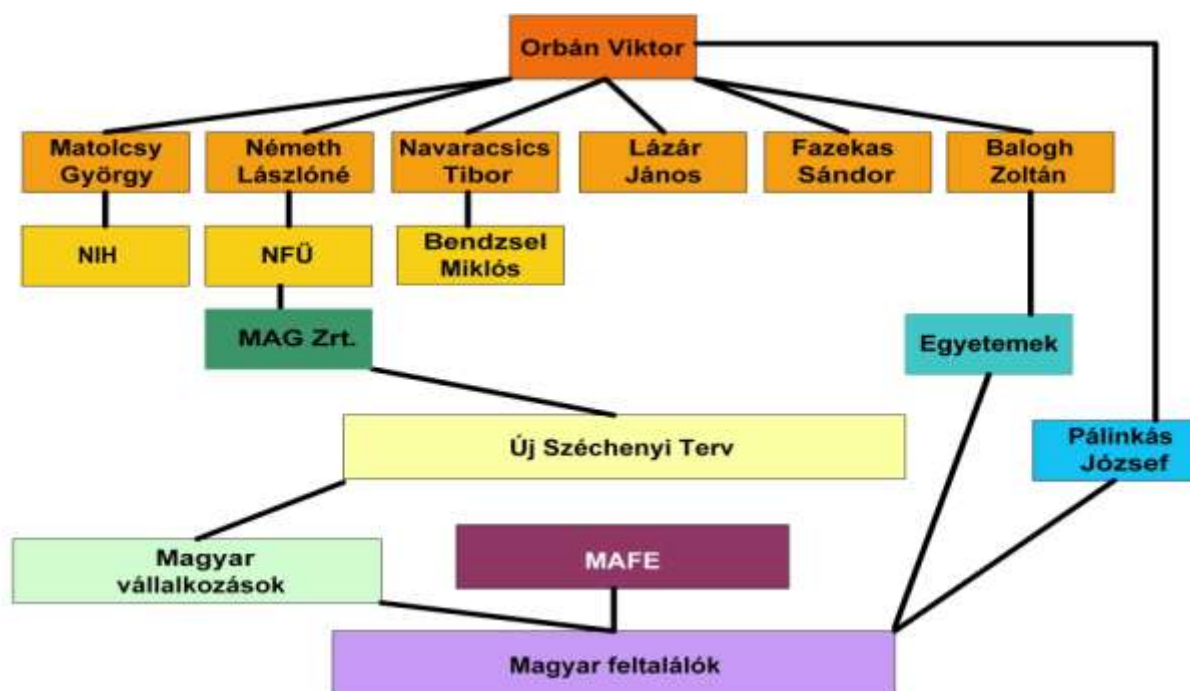 Orbán Viktor
Matolcsy
György
Németh
Lászlóné
Navaracsics
Tibor
Lázár
János
Fazekas
Sándor
Balogh
Zoltán
NIH
NFÜ
Bendzsel
Miklós
MAG Zrt.
Egyetemek
Új Széchenyi Terv
Pálinkás
József
Magyar
vállalkozások
MAFE
Magyar feltalálók